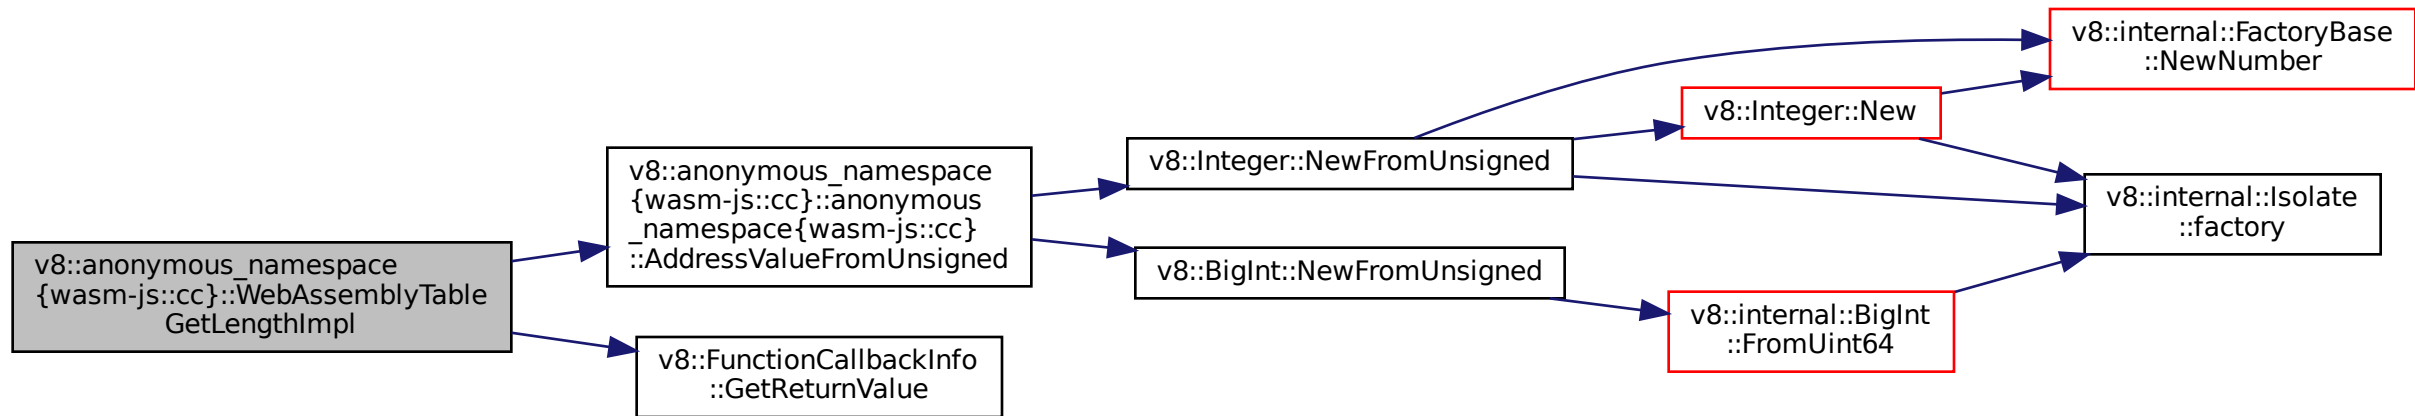 v8::anonymous_namespace
{wasm-js::cc}::WebAssemblyTable
GetLengthImpl
v8::anonymous_namespace
{wasm-js::cc}::anonymous
_namespace{wasm-js::cc}
::AddressValueFromUnsigned
v8::FunctionCallbackInfo
::GetReturnValue
v8::Integer::NewFromUnsigned
v8::BigInt::NewFromUnsigned
v8::Integer::New
v8::internal::BigInt
::FromUint64
v8::internal::FactoryBase
::NewNumber
v8::internal::Isolate
::factory